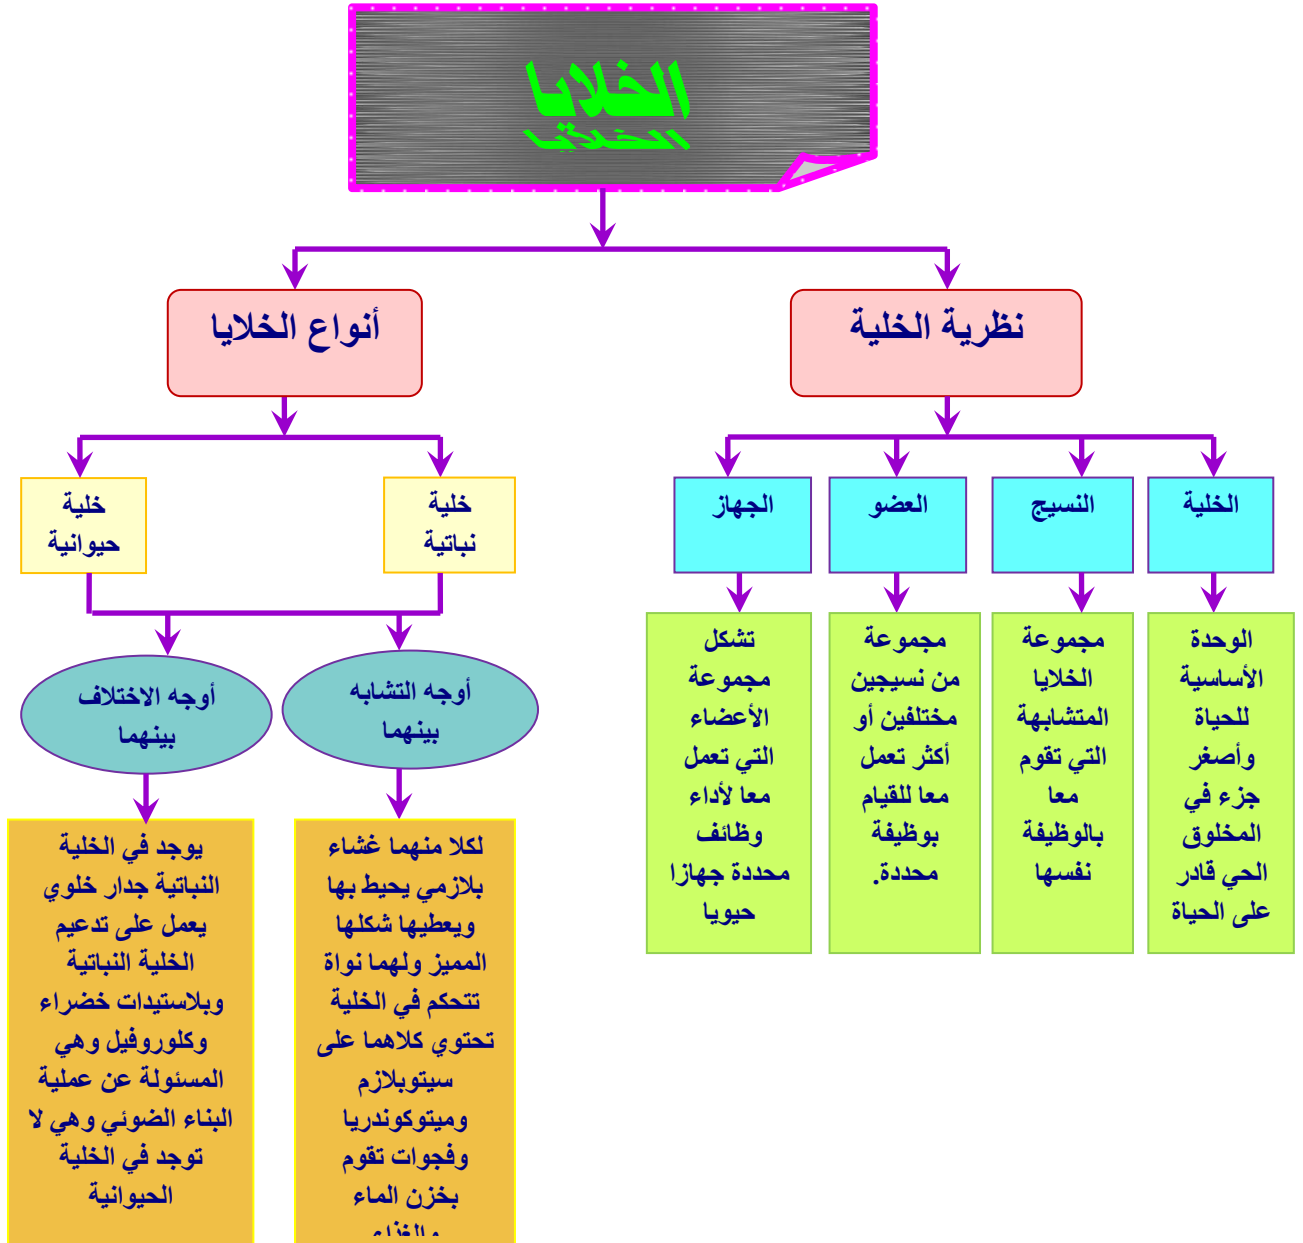 الخلايا
نظرية الخلية
أنواع الخلايا
الخلية
النسيج
العضو
الجهاز
خلية
نباتية
خلية
حيوانية
الوحدة
الأساسية
للحياة
وأصغر
جزء في
المخلوق
الحي قادر
على الحياة
مجموعة
الخلايا
المتشابهة
التي تقوم
معا
بالوظيفة
نفسها
مجموعة
من نسيجين
مختلفين أو
أكثر تعمل
معا للقيام
بوظيفة
محددة.
تشكل
مجموعة
الأعضاء
التي تعمل
معا لأداء
وظائف
محددة جهازا
حيويا
أوجه التشابه
بينهما
أوجه الاختلاف
بينهما
لكلا منهما غشاء
بلازمي يحيط بها
ويعطيها شكلها
المميز ولهما نواة
تتحكم في الخلية
تحتوي كلاهما على
سيتوبلازم
وميتوكوندريا
وفجوات تقوم
بخزن الماء
والغذاء
يوجد في الخلية
النباتية جدار خلوي
يعمل على تدعيم
الخلية النباتية
وبلاستيدات خضراء
وكلوروفيل وهي
المسئولة عن عملية
البناء الضوئي وهي لا
توجد في الخلية
الحيوانية